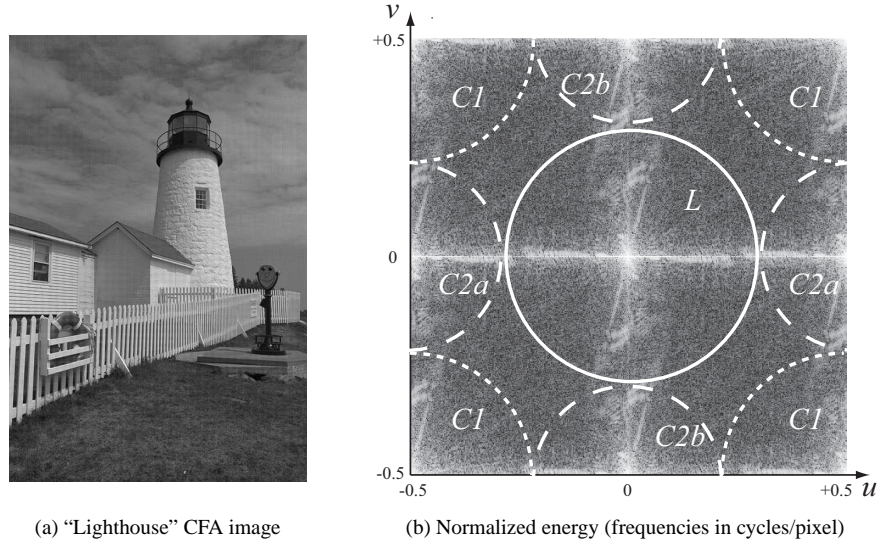 v
+0.5
C1
C2b
C1
L
0
C2a
C2a
C1
C2b
C1
-0.5
-0.5
0
+0.5
u
(a) “Lighthouse” CFA image
(b) Normalized energy (frequencies in cycles/pixel)